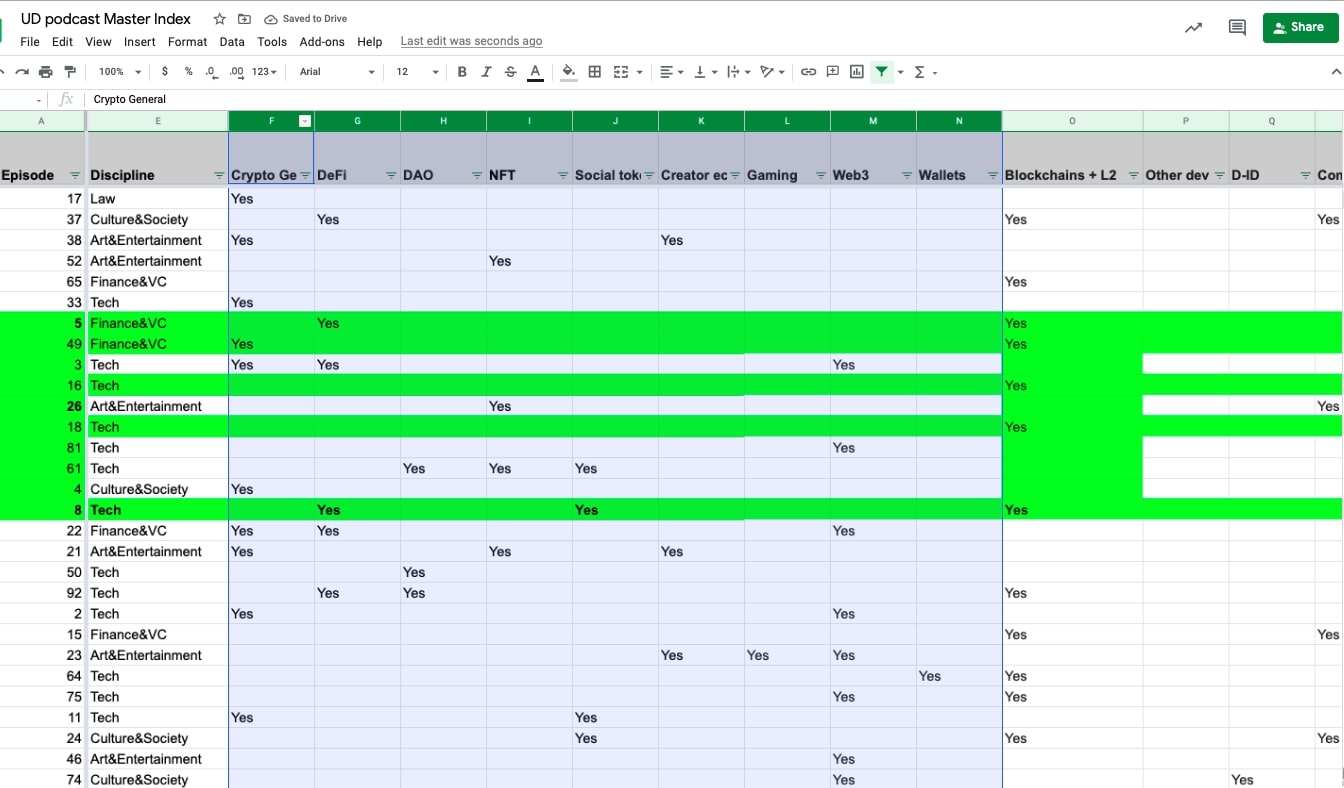 UD podcast Master Index Saved to Drive
File Edit View Insert Format Data Tools Add-ons Help Last edit was seconds ago Share
100% $ % .0 .00 123 Arial 12 B I S A Σ
fx Crypto General
A E F G H I J K L M N O P Q
Episode Discipline Crypto Ge DeFi DAO NFT Social tok Creator ec Gaming Web3 Wallets Blockchains + L2 Other dev D-ID Con
17 Law Yes
37 Culture&Society Yes Yes Yes
38 Art&Entertainment Yes Yes
52 Art&Entertainment Yes
65 Finance&VC Yes
33 Tech Yes
5 Finance&VC Yes Yes
49 Finance&VC Yes Yes
3 Tech Yes Yes Yes
16 Tech Yes
26 Art&Entertainment Yes Yes
18 Tech Yes
81 Tech Yes
61 Tech Yes Yes Yes
4 Culture&Society Yes
8 Tech Yes Yes Yes
22 Finance&VC Yes Yes Yes
21 Art&Entertainment Yes Yes Yes
50 Tech Yes
92 Tech Yes Yes Yes
2 Tech Yes Yes
15 Finance&VC Yes Yes
23 Art&Entertainment Yes Yes Yes
64 Tech Yes Yes
75 Tech Yes Yes
11 Tech Yes Yes
24 Culture&Society Yes Yes Yes
46 Art&Entertainment Yes
74 Culture&Society Yes Yes